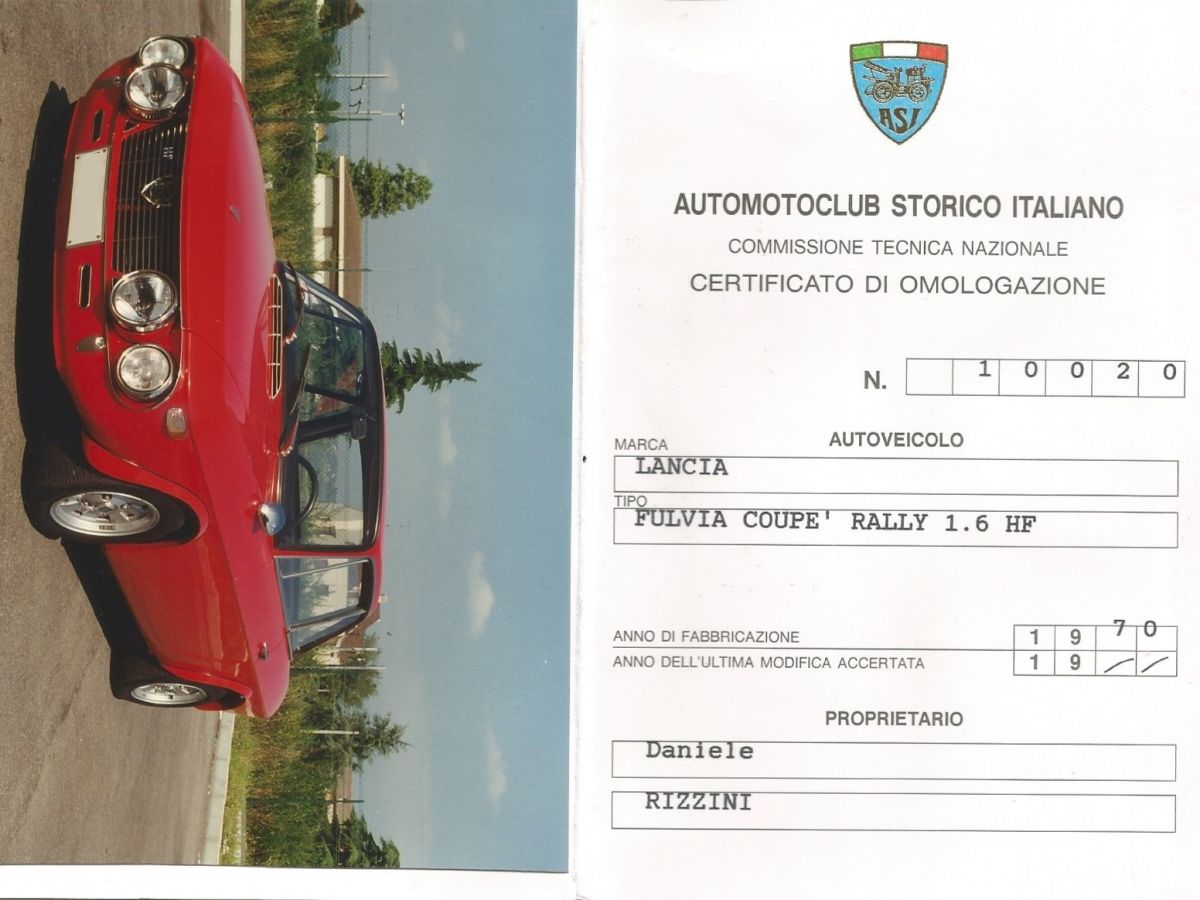 ASI
AUTOMOTOCLUB STORICO ITALIANO
COMMISSIONE TECNICA NAZIONALE
CERTIFICATO DI OMOLOGAZIONE
N. 10020
AUTOVEICOLO
MARCA
LANCIA
TIPO
FULVIA COUPE' RALLY 1.6 HF
ANNO DI FABBRICAZIONE 1970
ANNO DELL'ULTIMA MODIFICA ACCERTATA 19//
PROPRIETARIO
Daniele
RIZZINI